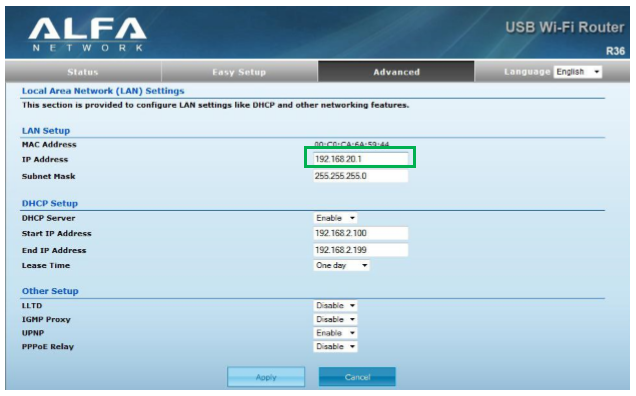 ALFA
NETWORK
USB Wi-Fi Router
R36
Status Easy Setup Advanced Language English
Local Area Network (LAN) Settings
This section is provided to configure LAN settings like DHCP and other networking features.
LAN Setup
MAC Address 00:C0:CA:6A:59:44
IP Address 192.168.20.1
Subnet Mask 255.255.255.0
DHCP Setup
DHCP Server Enable
Start IP Address 192.168.2.100
End IP Address 192.168.2.199
Lease Time One day
Other Setup
LLTD Disable
IGMP Proxy Disable
UPNP Enable
PPPoE Relay Disable
Apply Cancel